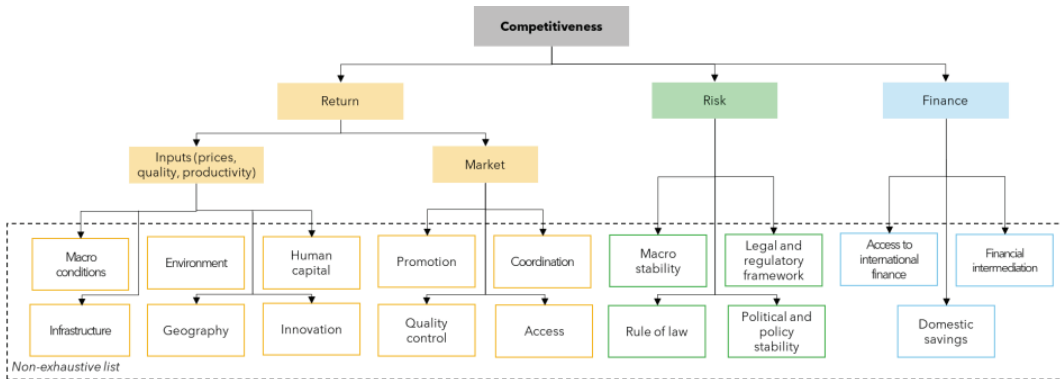 Competitiveness
Return
Risk
Finance
Inputs (prices,
quality, productivity)
Market
Macro
conditions
Environment
Human
capital
Promotion
Coordination
Macro
stability
Legal and
regulatory
framework
Access to
international
finance
Financial
intermediation
Infrastructure
Geography
Innovation
Quality
control
Access
Rule of law
Political and
policy
stability
Domestic
savings
Non-exhaustive list